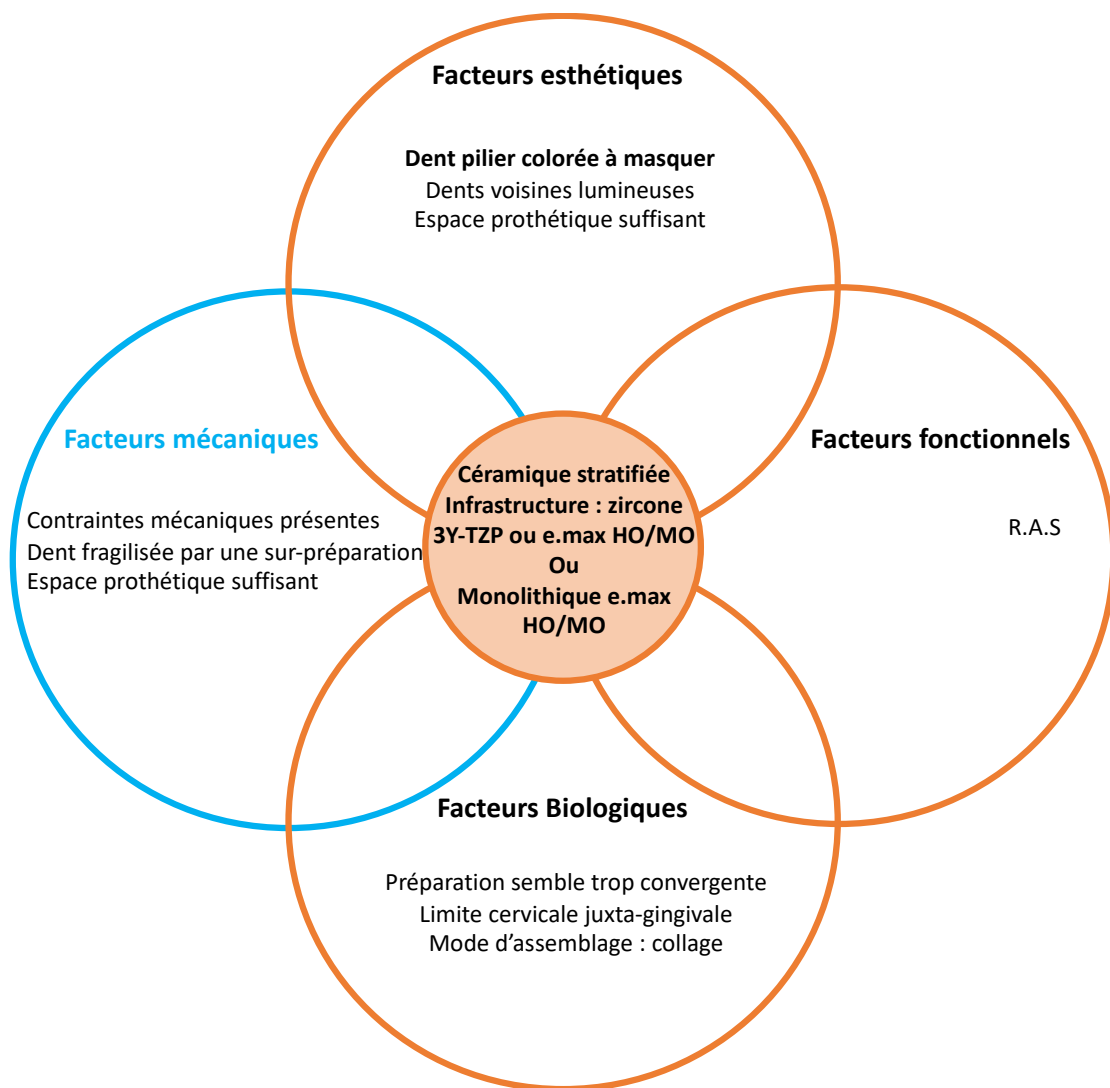 Facteurs esthétiques
Dent pilier colorée à masquer
Dents voisines lumineuses
Espace prothétique suffisant
Facteurs mécaniques
Contraintes mécaniques présentes
Dent fragilisée par une sur-préparation
Espace prothétique suffisant
Céramique stratifiée
Infrastructure : zircone
3Y-TZP ou e.max HO/MO
Ou
Monolithique e.max
HO/MO
Facteurs fonctionnels
R.A.S
Facteurs Biologiques
Préparation semble trop convergente
Limite cervicale juxta-gingivale
Mode d’assemblage : collage